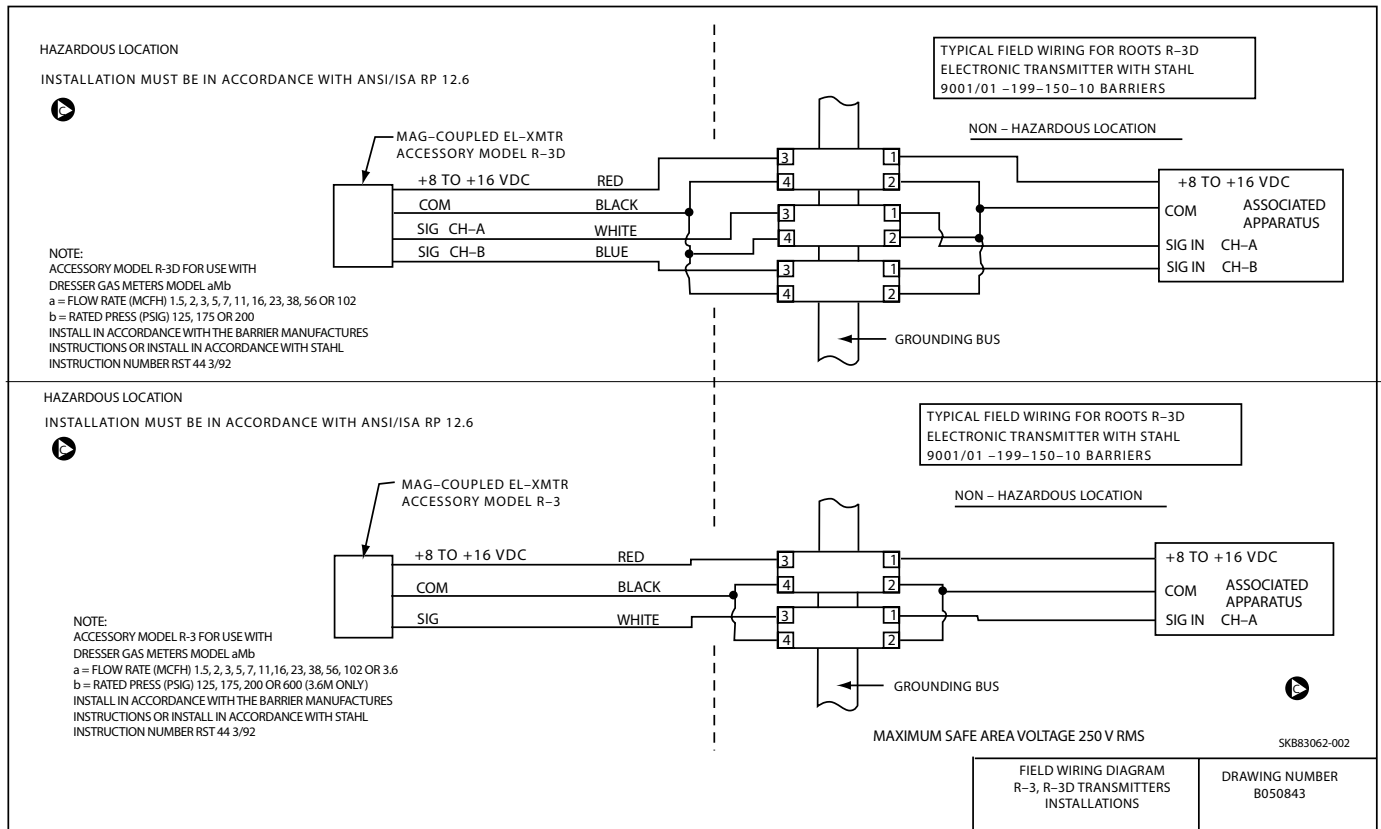 HAZARDOUS LOCATION
INSTALLATION MUST BE IN ACCORDANCE WITH ANSI/ISA RP 12.6
C
TYPICAL FIELD WIRING FOR ROOTS R–3D
ELECTRONIC TRANSMITTER WITH STAHL
9001/01 –199–150–10 BARRIERS
NON – HAZARDOUS LOCATION
MAG–COUPLED EL–XMTR
ACCESSORY MODEL R–3D
+8 TO +16 VDC RED
COM BLACK
SIG CH–A WHITE
SIG CH–B BLUE
3 1
4 2
3 1
4 2
3 1
4 2
+8 TO +16 VDC
COM ASSOCIATED
APPARATUS
SIG IN CH–A
SIG IN CH–B
GROUNDING BUS
NOTE:
ACCESSORY MODEL R-3D FOR USE WITH
DRESSER GAS METERS MODEL aMb
a = FLOW RATE (MCFH) 1.5, 2, 3, 5, 7, 11, 16, 23, 38, 56 OR 102
b = RATED PRESS (PSIG) 125, 175 OR 200
INSTALL IN ACCORDANCE WITH THE BARRIER MANUFACTURES
INSTRUCTIONS OR INSTALL IN ACCORDANCE WITH STAHL
INSTRUCTION NUMBER RST 44 3/92
HAZARDOUS LOCATION
INSTALLATION MUST BE IN ACCORDANCE WITH ANSI/ISA RP 12.6
C
TYPICAL FIELD WIRING FOR ROOTS R–3D
ELECTRONIC TRANSMITTER WITH STAHL
9001/01 –199–150–10 BARRIERS
NON – HAZARDOUS LOCATION
MAG–COUPLED EL–XMTR
ACCESSORY MODEL R–3
+8 TO +16 VDC RED
COM BLACK
SIG WHITE
3 1
4 2
3 1
4 2
+8 TO +16 VDC
COM ASSOCIATED
APPARATUS
SIG IN CH–A
GROUNDING BUS
C
NOTE:
ACCESSORY MODEL R-3 FOR USE WITH
DRESSER GAS METERS MODEL aMb
a = FLOW RATE (MCFH) 1.5, 2, 3, 5, 7, 11,16, 23, 38, 56, 102 OR 3.6
b = RATED PRESS (PSIG) 125, 175, 200 OR 600 (3.6M ONLY)
INSTALL IN ACCORDANCE WITH THE BARRIER MANUFACTURES
INSTRUCTIONS OR INSTALL IN ACCORDANCE WITH STAHL
INSTRUCTION NUMBER RST 44 3/92
MAXIMUM SAFE AREA VOLTAGE 250 V RMS
SKB83062-002
FIELD WIRING DIAGRAM
R–3, R–3D TRANSMITTERS
INSTALLATIONS
DRAWING NUMBER
B050843